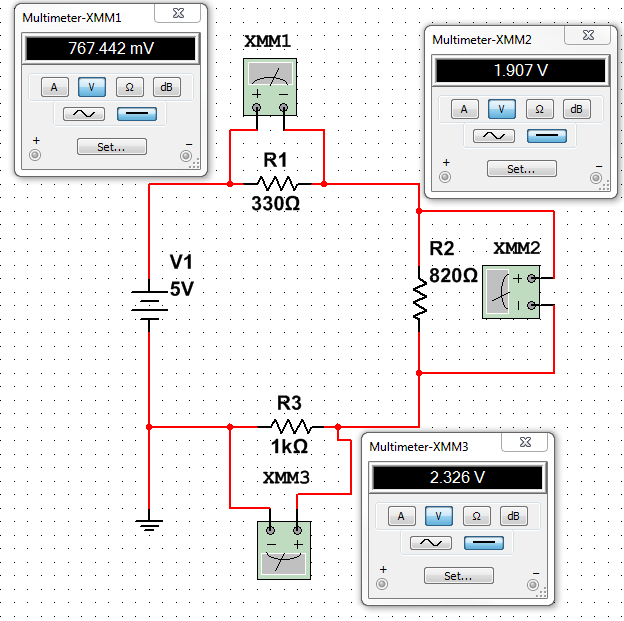 Multimeter-XMM1
767.442 mV
A V Ω dB
+ −
Set...
XMM1
+ −
R1
330Ω
Multimeter-XMM2
1.907 V
A V Ω dB
+ −
Set...
V1
5V
R2
820Ω
XMM2
+
−
R3
1kΩ
XMM3
− +
Multimeter-XMM3
2.326 V
A V Ω dB
+ −
Set...